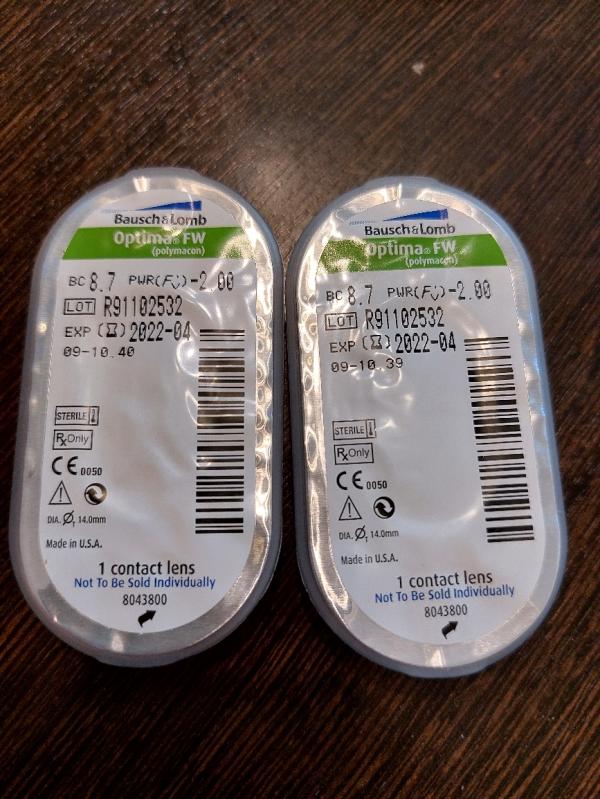 Bausch & Lomb
Optima® FW
(polymacon)
BC 8.7 PWR(F) -2.00
LOT R91102532
EXP 2022-04
09-10.40
STERILE
Rx Only
CE 0050
DIA. Ø, 14.0mm
Made in U.S.A.
1 contact lens
Not To Be Sold Individually
8043800
Bausch & Lomb
Optima® FW
(polymacon)
BC 8.7 PWR(F) -2.00
LOT R91102532
EXP 2022-04
09-10.39
STERILE
Rx Only
CE 0050
DIA. Ø, 14.0mm
Made in U.S.A.
1 contact lens
Not To Be Sold Individually
8043800